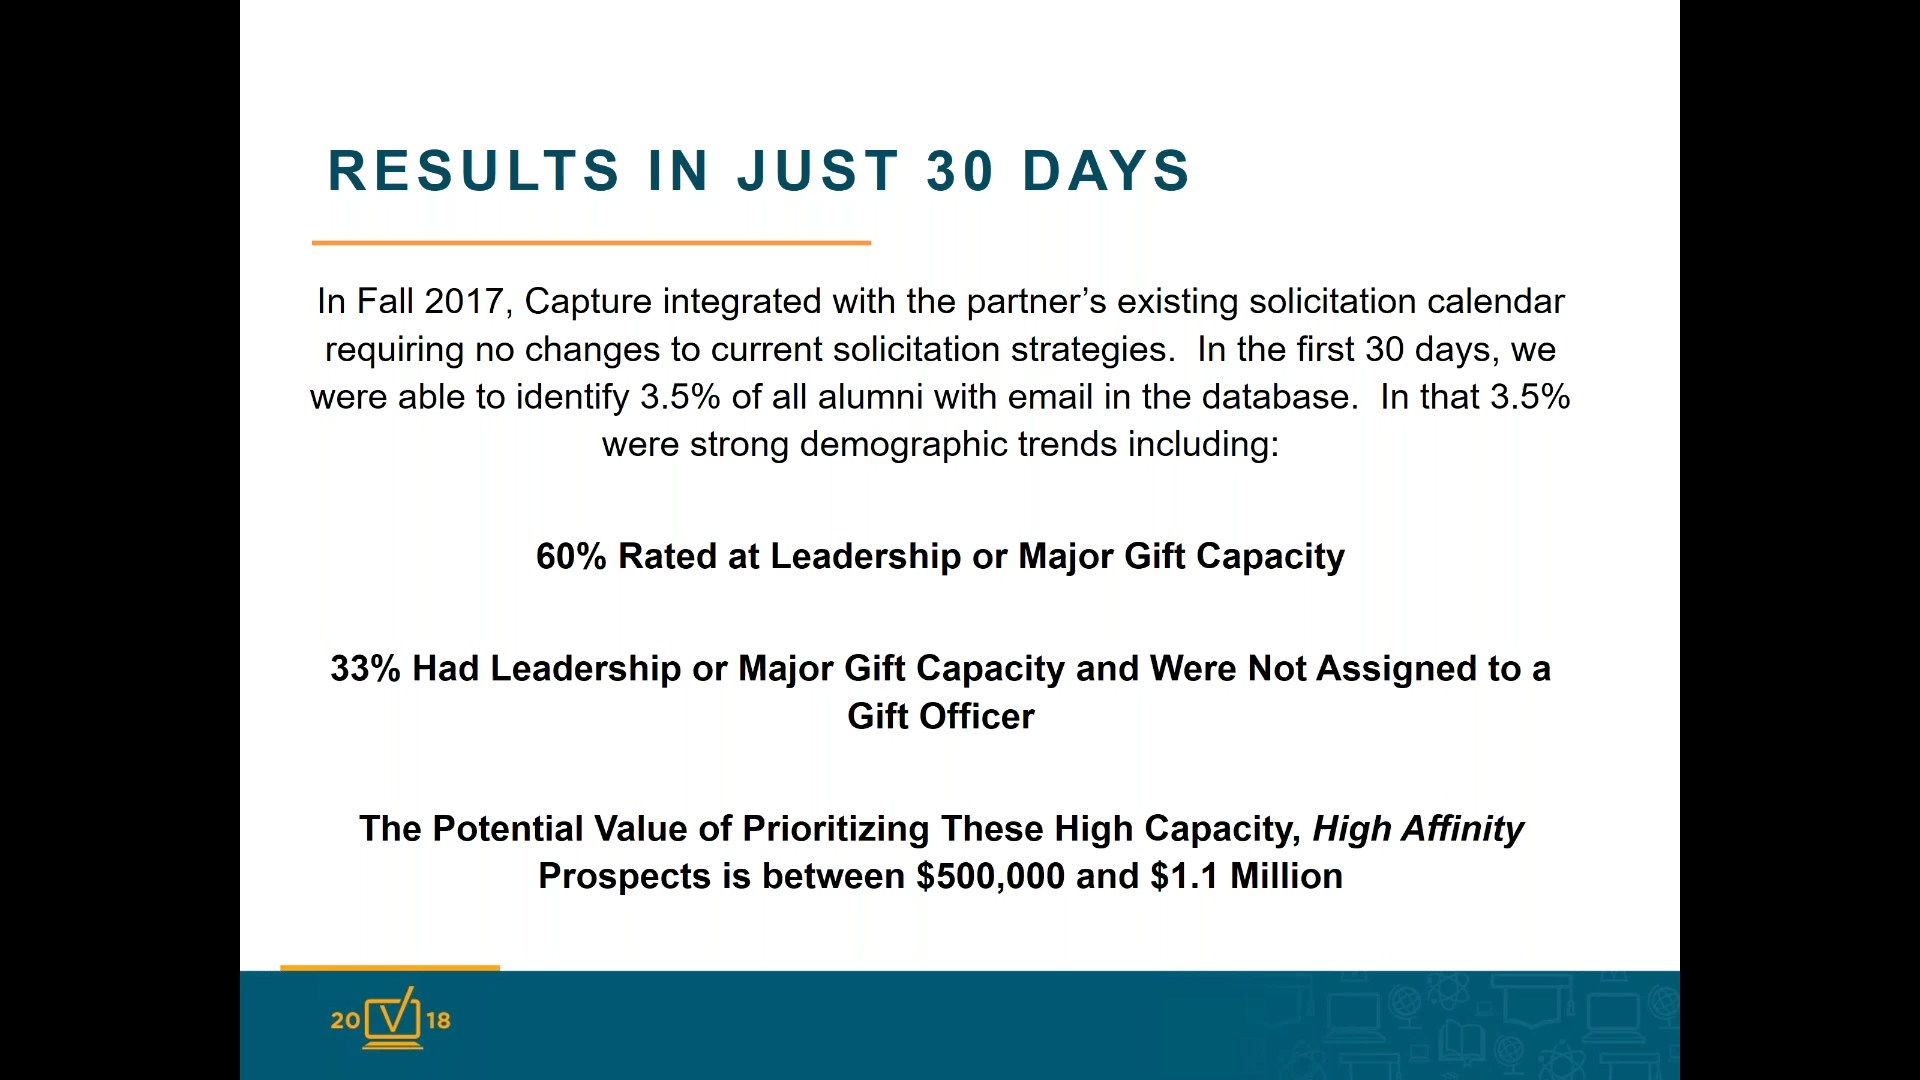 RESULTS IN JUST 30 DAYS
In Fall 2017, Capture integrated with the partner’s existing solicitation calendar
requiring no changes to current solicitation strategies.  In the first 30 days, we
were able to identify 3.5% of all alumni with email in the database.  In that 3.5%
were strong demographic trends including:
60% Rated at Leadership or Major Gift Capacity
33% Had Leadership or Major Gift Capacity and Were Not Assigned to a
Gift Officer
The Potential Value of Prioritizing These High Capacity, High Affinity
Prospects is between $500,000 and $1.1 Million
20 V 18